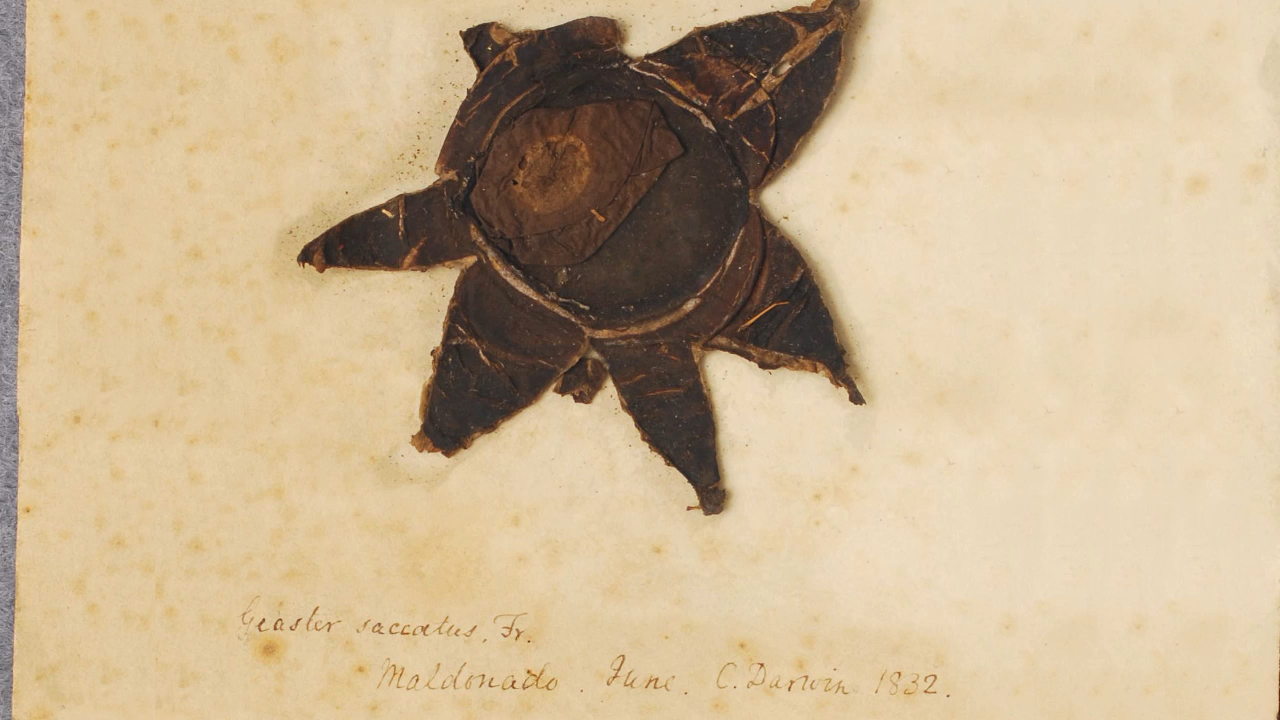 Geaster saccatus, Fr.
Maldonado. June. C. Darwin 1832.